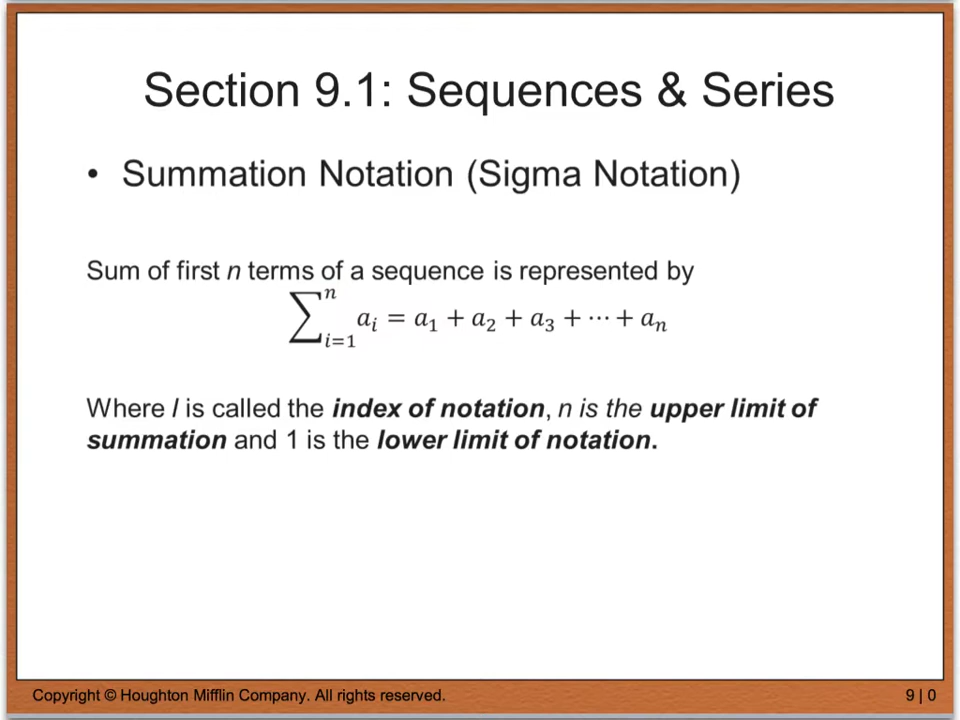 Section 9.1: Sequences & Series
• Summation Notation (Sigma Notation)
Sum of first n terms of a sequence is represented by
∑ⁿᵢ₌₁ aᵢ = a₁ + a₂ + a₃ + ⋯ + aₙ
Where I is called the index of notation, n is the upper limit of
summation and 1 is the lower limit of notation.
Copyright © Houghton Mifflin Company. All rights reserved.
9 | 0